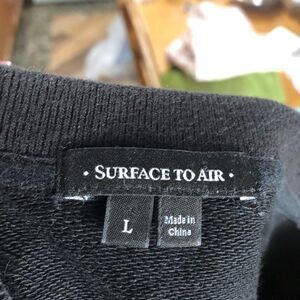 • SURFACE TO AIR •
L
Made in
China